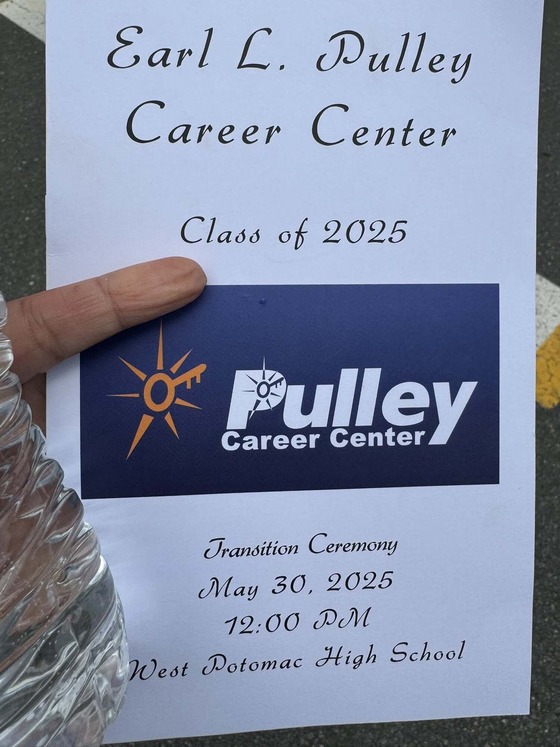 Earl L. Pulley
Career Center
Class of 2025
Pulley
Career Center
Transition Ceremony
May 30, 2025
12:00 PM
West Potomac High School